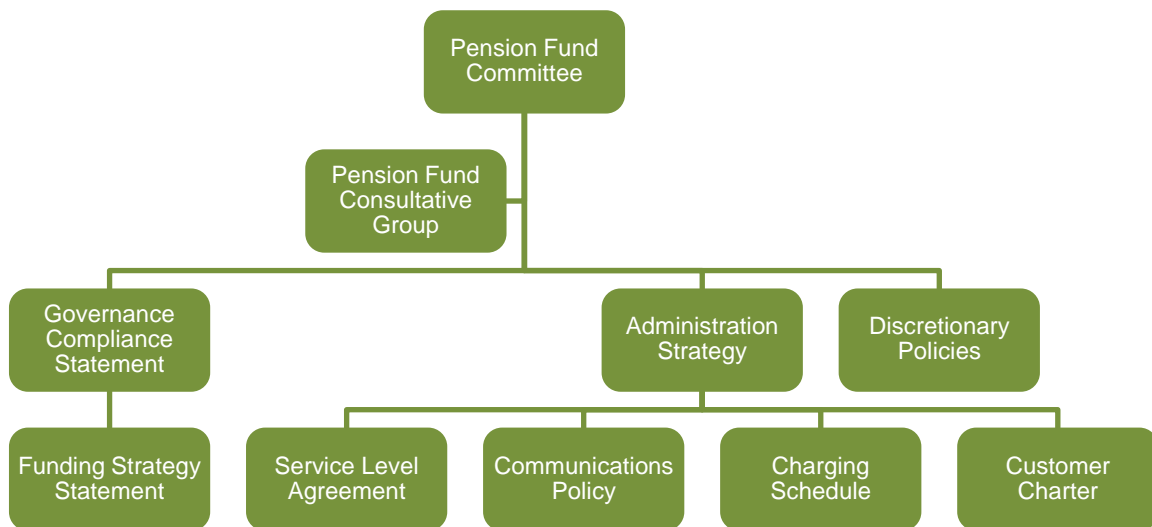 Pension Fund
Committee
Pension Fund
Consultative
Group
Governance
Compliance
Statement
Administration
Strategy
Discretionary
Policies
Funding Strategy
Statement
Service Level
Agreement
Communications
Policy
Charging
Schedule
Customer
Charter